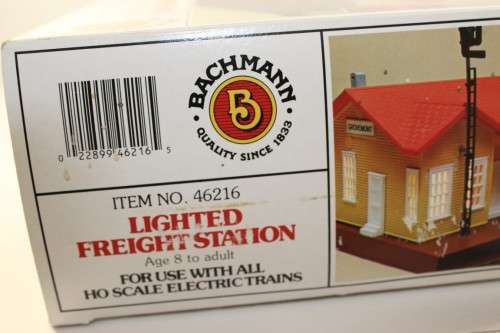 BACHMANN
B
QUALITY SINCE 1833
0 22899 46216 5
ITEM NO. 46216
LIGHTED
FREIGHT STATION
Age 8 to adult
FOR USE WITH ALL
HO SCALE ELECTRIC TRAINS
GROVEMONT